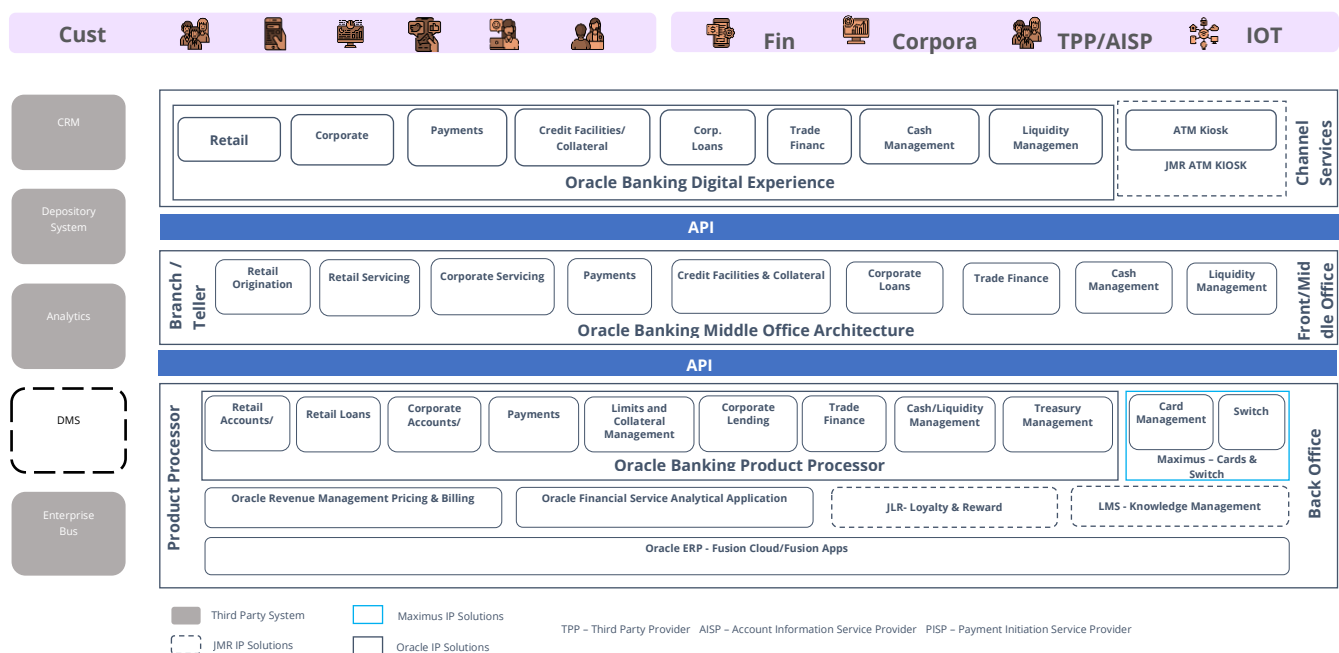 Cust
Fin
Corpora
TPP/AISP
IOT
CRM
Depository
System
Analytics
DMS
Enterprise
Bus
Retail
Corporate
Payments
Credit Facilities/
Collateral
Corp.
Loans
Trade
Financ
Cash
Management
Liquidity
Managemen
Oracle Banking Digital Experience
ATM Kiosk
JMR ATM KIOSK
Channel
Services
API
Branch /
Teller
Retail
Origination
Retail Servicing
Corporate Servicing
Payments
Credit Facilities & Collateral
Corporate
Loans
Trade Finance
Cash
Management
Liquidity
Management
Oracle Banking Middle Office Architecture
Front/Mid
dle Office
API
Product Processor
Retail
Accounts/
Retail Loans
Corporate
Accounts/
Payments
Limits and
Collateral
Management
Corporate
Lending
Trade
Finance
Cash/Liquidity
Management
Treasury
Management
Oracle Banking Product Processor
Card
Management
Switch
Maximus – Cards &
Switch
Back Office
Oracle Revenue Management Pricing & Billing
Oracle Financial Service Analytical Application
JLR- Loyalty & Reward
LMS - Knowledge Management
Oracle ERP - Fusion Cloud/Fusion Apps
Third Party System
Maximus IP Solutions
JMR IP Solutions
Oracle IP Solutions
TPP – Third Party Provider AISP – Account Information Service Provider PISP – Payment Initiation Service Provider